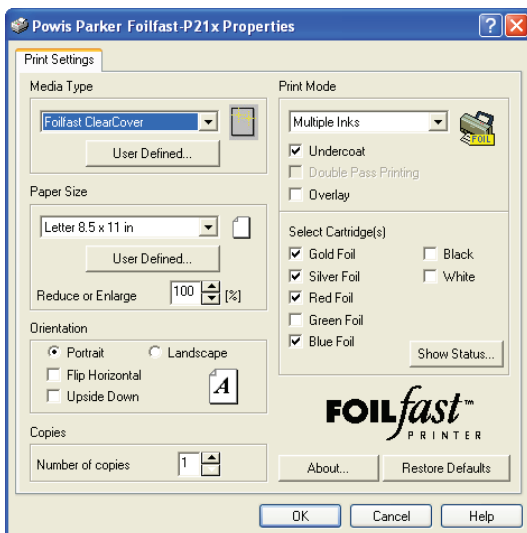 Powis Parker Foilfast-P21x Properties
Print Settings
Media Type
Foilfast ClearCover
User Defined...
Paper Size
Letter 8.5 x 11 in
User Defined...
Reduce or Enlarge 100 [%]
Orientation
Portrait Landscape
Flip Horizontal
Upside Down
A
Copies
Number of copies 1
Print Mode
Multiple Inks
FOIL
Undercoat
Double Pass Printing
Overlay
Select Cartridge(s)
Gold Foil Black
Silver Foil White
Red Foil
Green Foil
Blue Foil
Show Status...
FOILfast™
PRINTER
About... Restore Defaults
OK Cancel Help